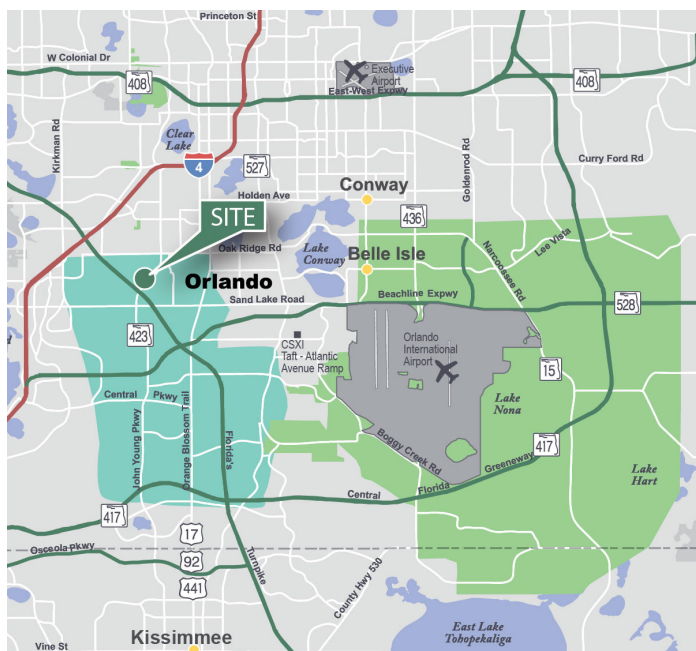 Princeton St
W Colonial Dr
408
Executive
Airport
East-West Expwy
408
Kirkman Rd
Clear
Lake
4
527
Goldenrod Rd
Curry Ford Rd
Holden Ave
Conway
SITE
436
Oak Ridge Rd
Lake
Conway
Belle Isle
Narcoossee Rd
Lee Vista
Orlando
Sand Lake Road
Beachline Expwy
528
423
CSXI
Taft - Atlantic
Avenue Ramp
Orlando
International
Airport
15
Central Pkwy
John Young Pkwy
Orange Blossom Trail
Florida's
Lake
Nona
Boggy Creek Rd
417
Lake
Hart
Central Florida Greeneway
417
17
Osceola Pkwy
92
Turnpike
441
County Hwy 530
East Lake
Tohopekaliga
Kissimmee
Vine St